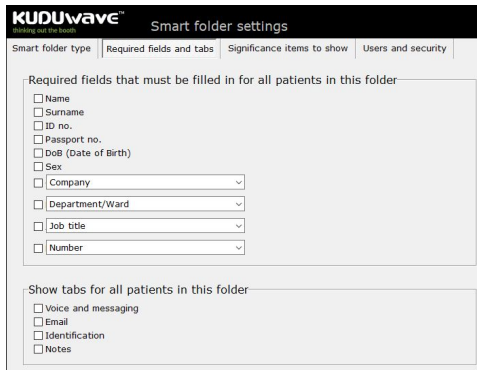 KUDUwave™
thinking out the booth
Smart folder settings
Smart folder type
Required fields and tabs
Significance items to show
Users and security
Required fields that must be filled in for all patients in this folder
Name
Surname
ID no.
Passport no.
DoB (Date of Birth)
Sex
Company
Department/Ward
Job title
Number
Show tabs for all patients in this folder
Voice and messaging
Email
Identification
Notes